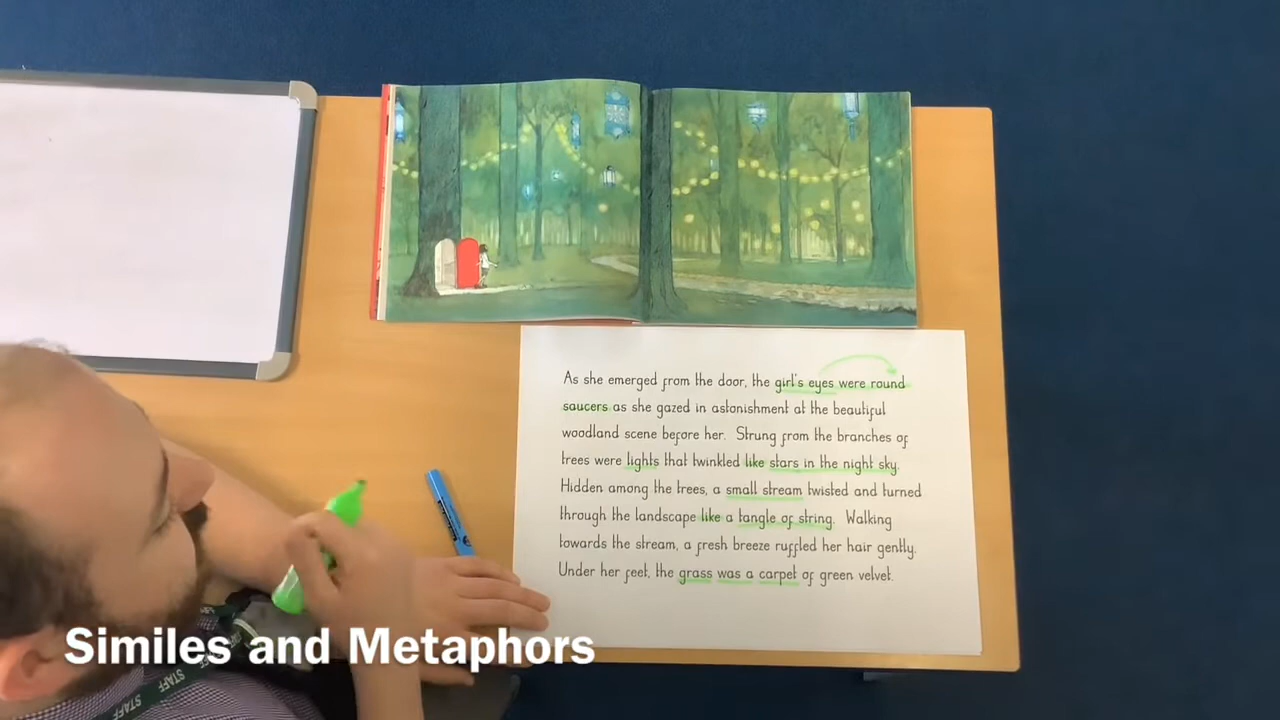 As she emerged from the door, the girl's eyes were round
saucers as she gazed in astonishment at the beautiful
woodland scene before her. Strung from the branches of
trees were lights that twinkled like stars in the night sky.
Hidden among the trees, a small stream twisted and turned
through the landscape like a tangle of string. Walking
towards the stream, a fresh breeze ruffled her hair gently.
Under her feet, the grass was a carpet of green velvet.
Similes and Metaphors
STAFF
STAFF